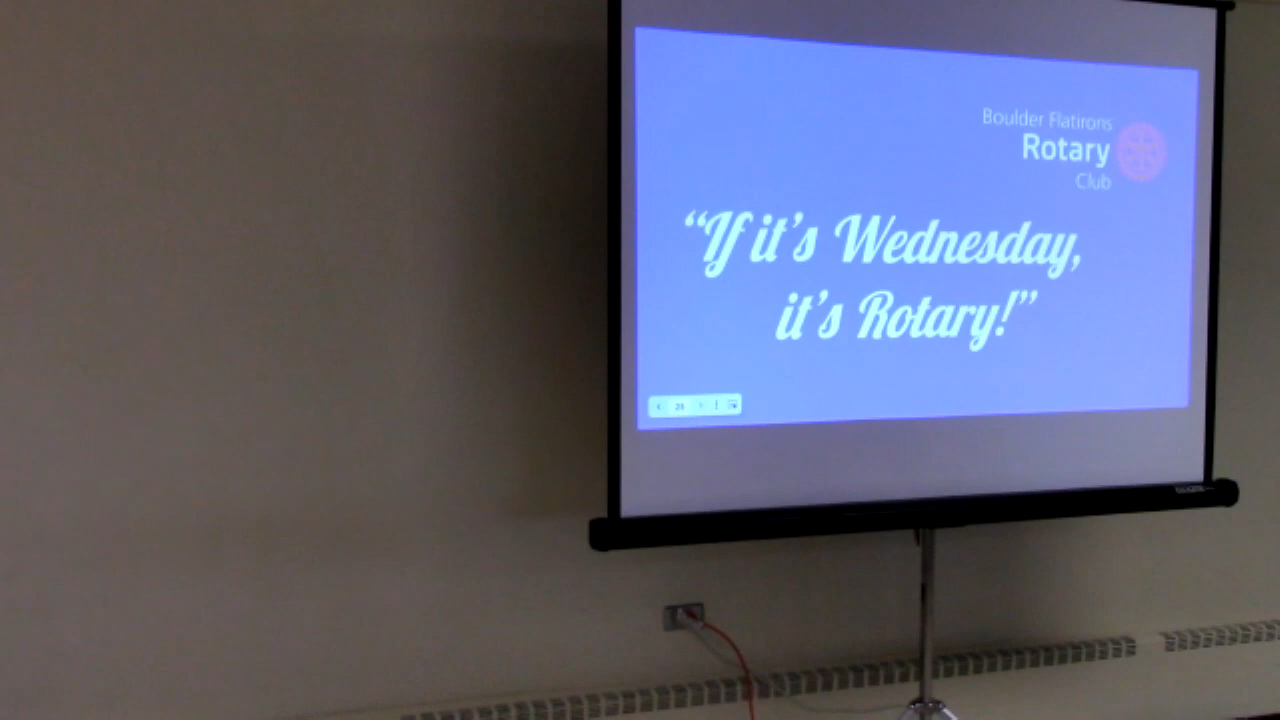 Boulder Flatirons
Rotary
Club
“If it’s Wednesday,
it’s Rotary!”